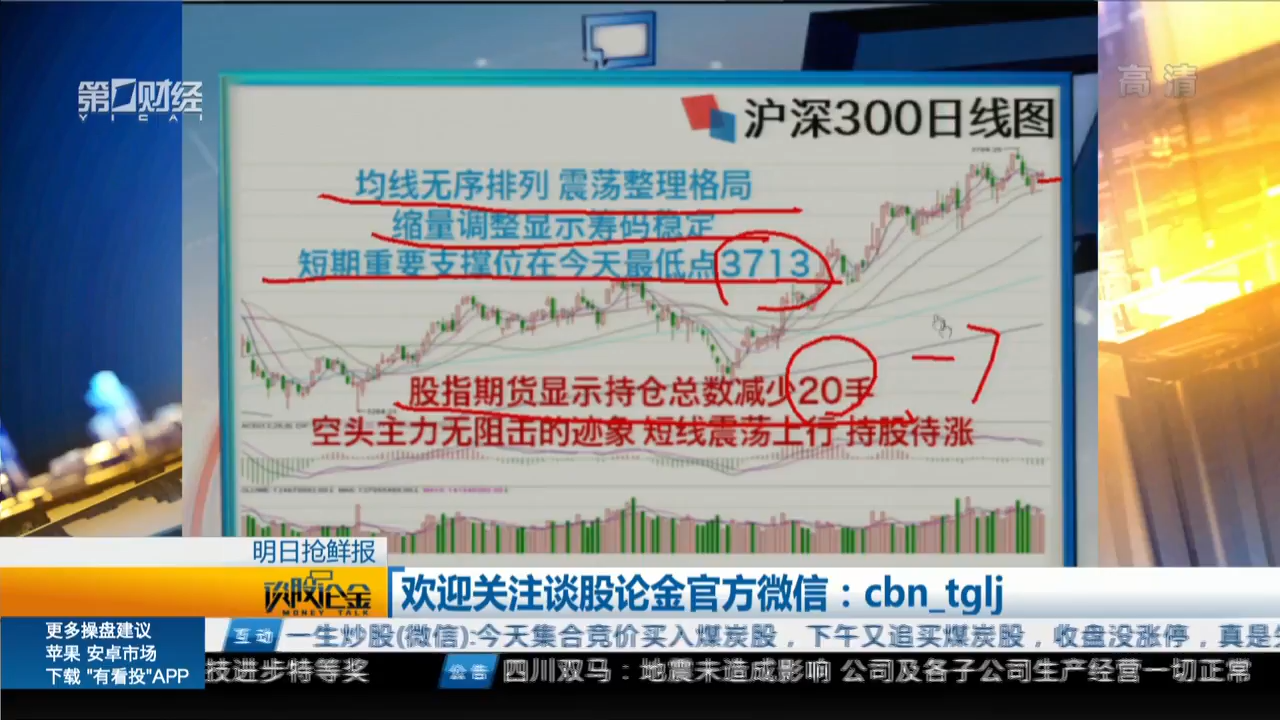 第一财经
YICAI
高清
沪深300日线图
均线无序排列 震荡整理格局
缩量调整显示筹码稳定
短期重要支撑位在今天最低点3713
-7
股指期货显示持仓总数减少20手
空头主力无阻击的迹象 短线震荡上行 持股待涨
明日抢鲜报
谈股论金
MONEY TALK
欢迎关注谈股论金官方微信：cbn_tglj
更多操盘建议
苹果 安卓市场
下载 "有看投"APP
互动 一生炒股(微信):今天集合竞价买入煤炭股，下午又追买煤炭股，收盘没涨停，真是
技进步特等奖 公告 四川双马：地震未造成影响 公司及各子公司生产经营一切正常